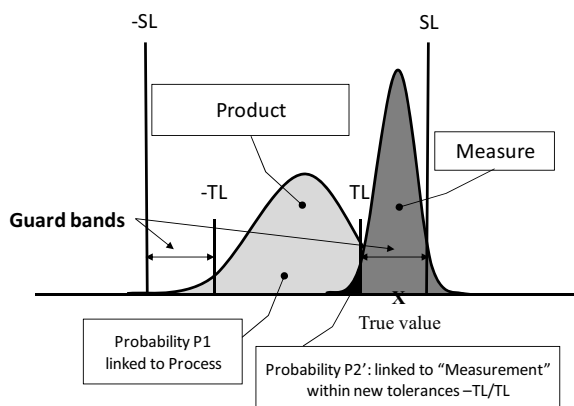 -SL
SL
Product
Measure
-TL
TL
Guard bands
X
True value
Probability P1
linked to Process
Probability P2’: linked to “Measurement”
within new tolerances –TL/TL